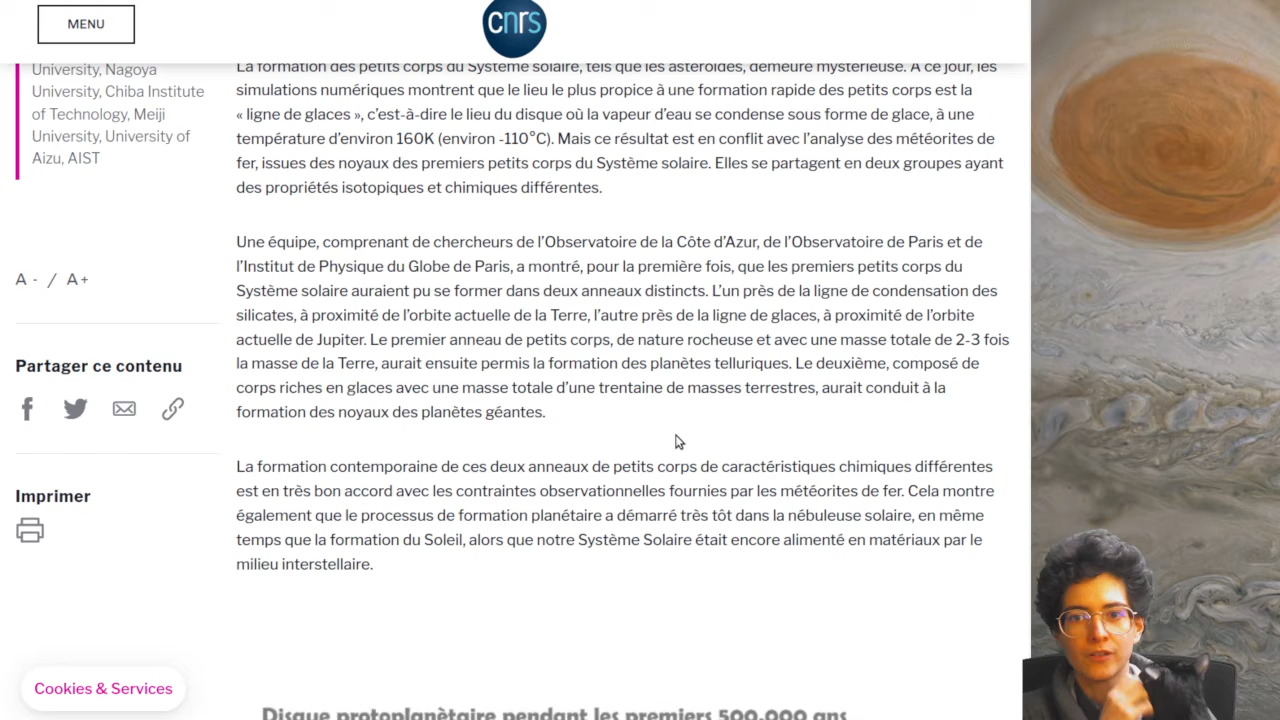 MENU
cnrs
University, Nagoya
University, Chiba Institute
of Technology, Meiji
University, University of
Aizu, AIST
A - / A+
Partager ce contenu
Imprimer
Cookies & Services
La formation des petits corps du Système solaire, tels que les astéroïdes, demeure mystérieuse. A ce jour, les
simulations numériques montrent que le lieu le plus propice à une formation rapide des petits corps est la
« ligne de glaces », c’est-à-dire le lieu du disque où la vapeur d’eau se condense sous forme de glace, à une
température d’environ 160K (environ -110°C). Mais ce résultat est en conflit avec l’analyse des météorites de
fer, issues des noyaux des premiers petits corps du Système solaire. Elles se partagent en deux groupes ayant
des propriétés isotopiques et chimiques différentes.
Une équipe, comprenant de chercheurs de l’Observatoire de la Côte d’Azur, de l’Observatoire de Paris et de
l’Institut de Physique du Globe de Paris, a montré, pour la première fois, que les premiers petits corps du
Système solaire auraient pu se former dans deux anneaux distincts. L’un près de la ligne de condensation des
silicates, à proximité de l’orbite actuelle de la Terre, l’autre près de la ligne de glaces, à proximité de l’orbite
actuelle de Jupiter. Le premier anneau de petits corps, de nature rocheuse et avec une masse totale de 2-3 fois
la masse de la Terre, aurait ensuite permis la formation des planètes telluriques. Le deuxième, composé de
corps riches en glaces avec une masse totale d’une trentaine de masses terrestres, aurait conduit à la
formation des noyaux des planètes géantes.
La formation contemporaine de ces deux anneaux de petits corps de caractéristiques chimiques différentes
est en très bon accord avec les contraintes observationnelles fournies par les météorites de fer. Cela montre
également que le processus de formation planétaire a démarré très tôt dans la nébuleuse solaire, en même
temps que la formation du Soleil, alors que notre Système Solaire était encore alimenté en matériaux par le
milieu interstellaire.
Disque protoplanètaire pendant les premiers 500.000 ans